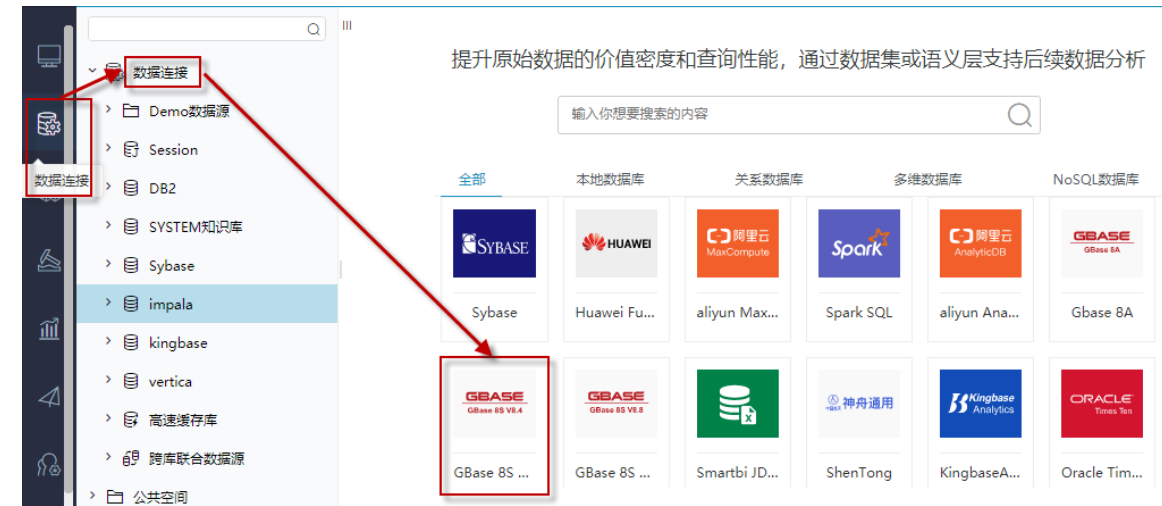 数据连接
数据连接
Demo数据源
Session
DB2
SYSTEM知识库
Sybase
impala
kingbase
vertica
高速缓存库
跨库联合数据源
公共空间
提升原始数据的价值密度和查询性能，通过数据集或语义层支持后续数据分析
输入你想要搜索的内容
全部 本地数据库 关系数据库 多维数据库 NoSQL数据库
SYBASE
HUAWEI
阿里云
MaxCompute
Spark
阿里云
AnalyticDB
GBASE
GBase 8A
Sybase Huawei Fu... aliyun Max... Spark SQL aliyun Ana... Gbase 8A
GBASE
GBase 8S V8.4
GBASE
GBase 8S V8.8
神舟通用
Kingbase
Analytics
ORACLE
Times Ten
GBase 8S ... GBase 8S ... Smartbi JD... ShenTong KingbaseA... Oracle Tim...